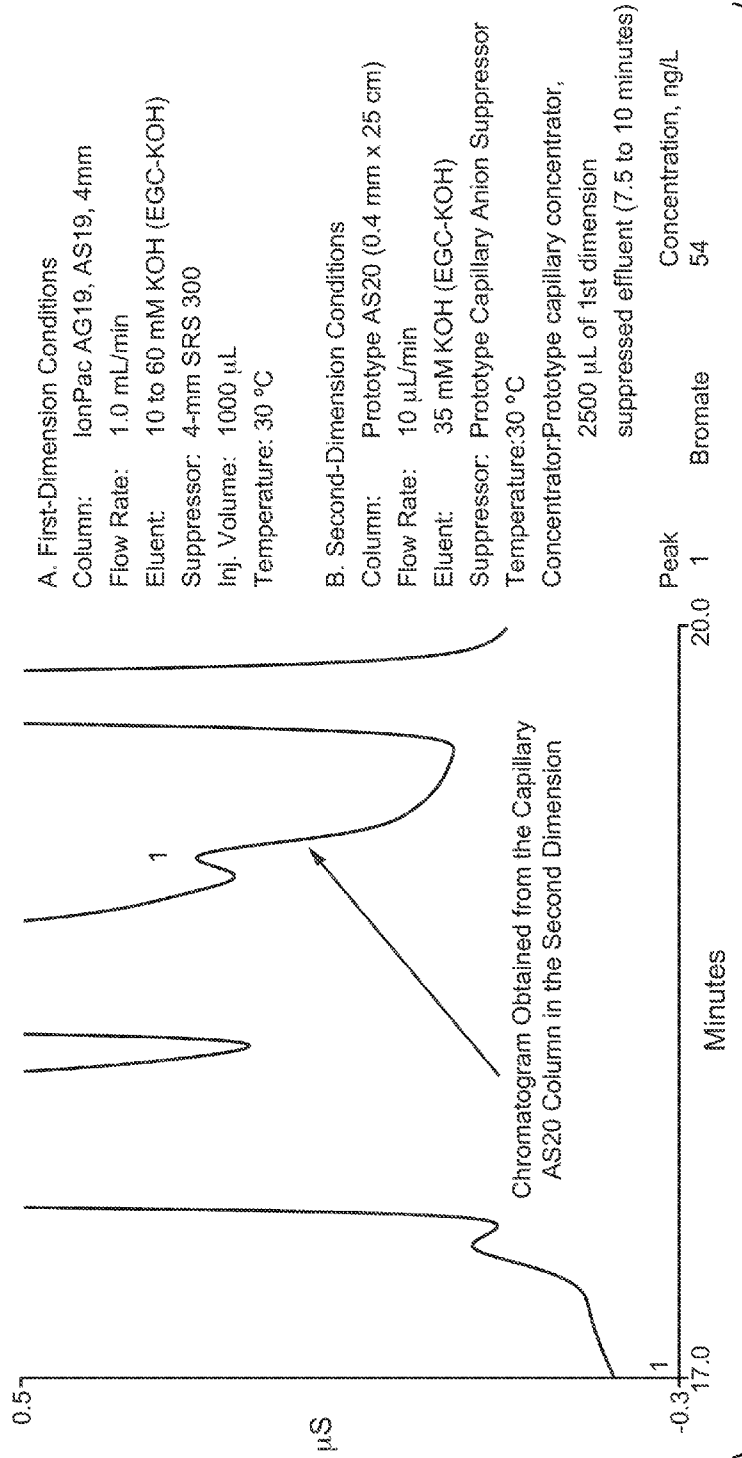 0.5
µS
-0.3
17.0
20.0
Minutes
1
1
Chromatogram Obtained from the Capillary
AS20 Column in the Second Dimension
A. First-Dimension Conditions
Column: IonPac AG19, AS19, 4mm
Flow Rate: 1.0 mL/min
Eluent: 10 to 60 mM KOH (EGC-KOH)
Suppressor: 4-mm SRS 300
Inj. Volume: 1000 µL
Temperature: 30 °C
B. Second-Dimension Conditions
Column: Prototype AS20 (0.4 mm x 25 cm)
Flow Rate: 10 µL/min
Eluent: 35 mM KOH (EGC-KOH)
Suppressor: Prototype Capillary Anion Suppressor
Temperature:30 °C
Concentrator:Prototype capillary concentrator,
2500 µL of 1st dimension
suppressed effluent (7.5 to 10 minutes)
Peak Concentration, ng/L
1 Bromate 54